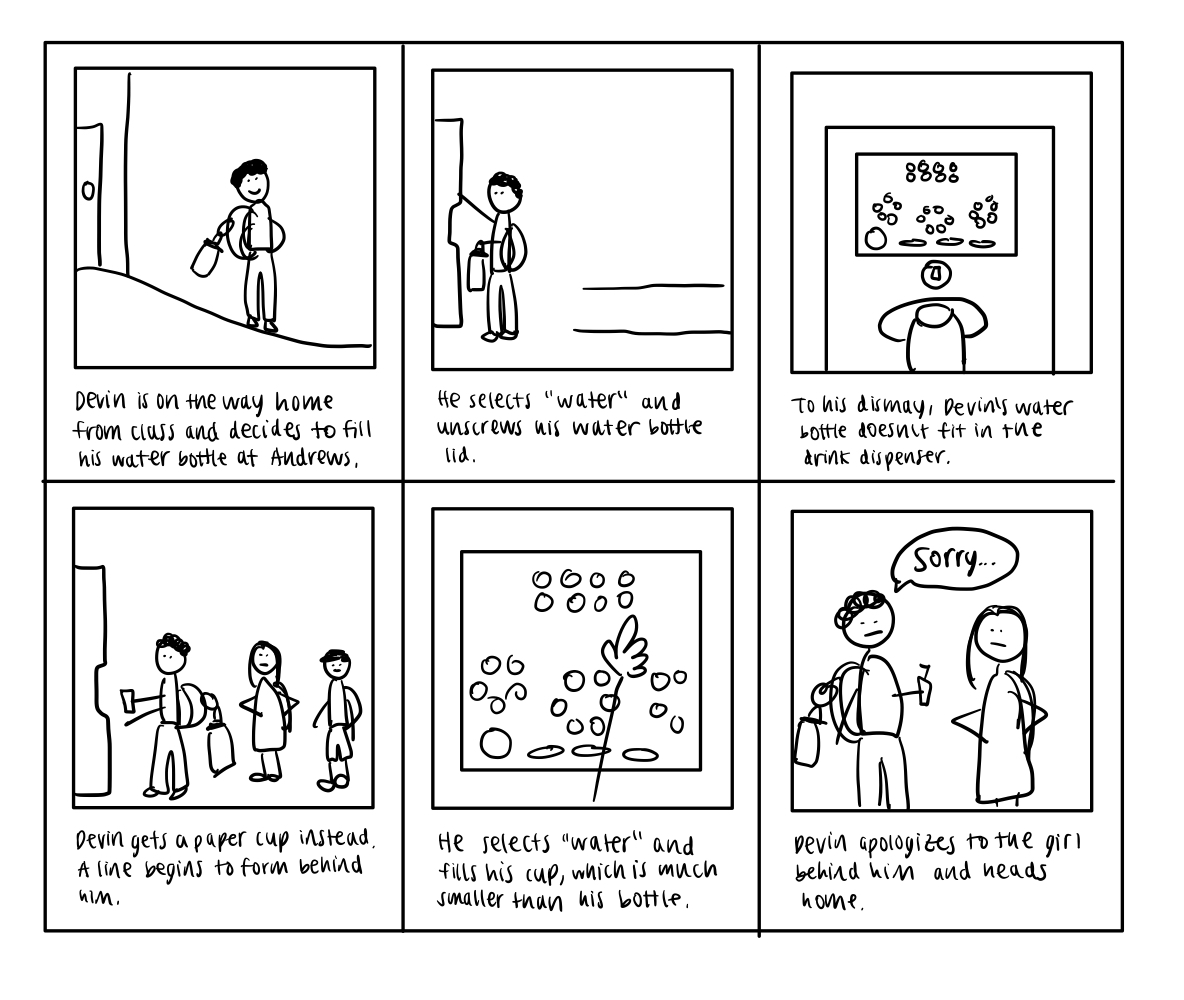 Devin is on the way home
from class and decides to fill
his water bottle at Andrews.
He selects "water" and
unscrews his water bottle
lid.
To his dismay, Devin's water
bottle doesn't fit in the
drink dispenser.
Sorry...
Devin gets a paper cup instead.
A line begins to form behind
him.
He selects "water" and
fills his cup, which is much
smaller than his bottle.
Devin apologizes to the girl
behind him and heads
home.